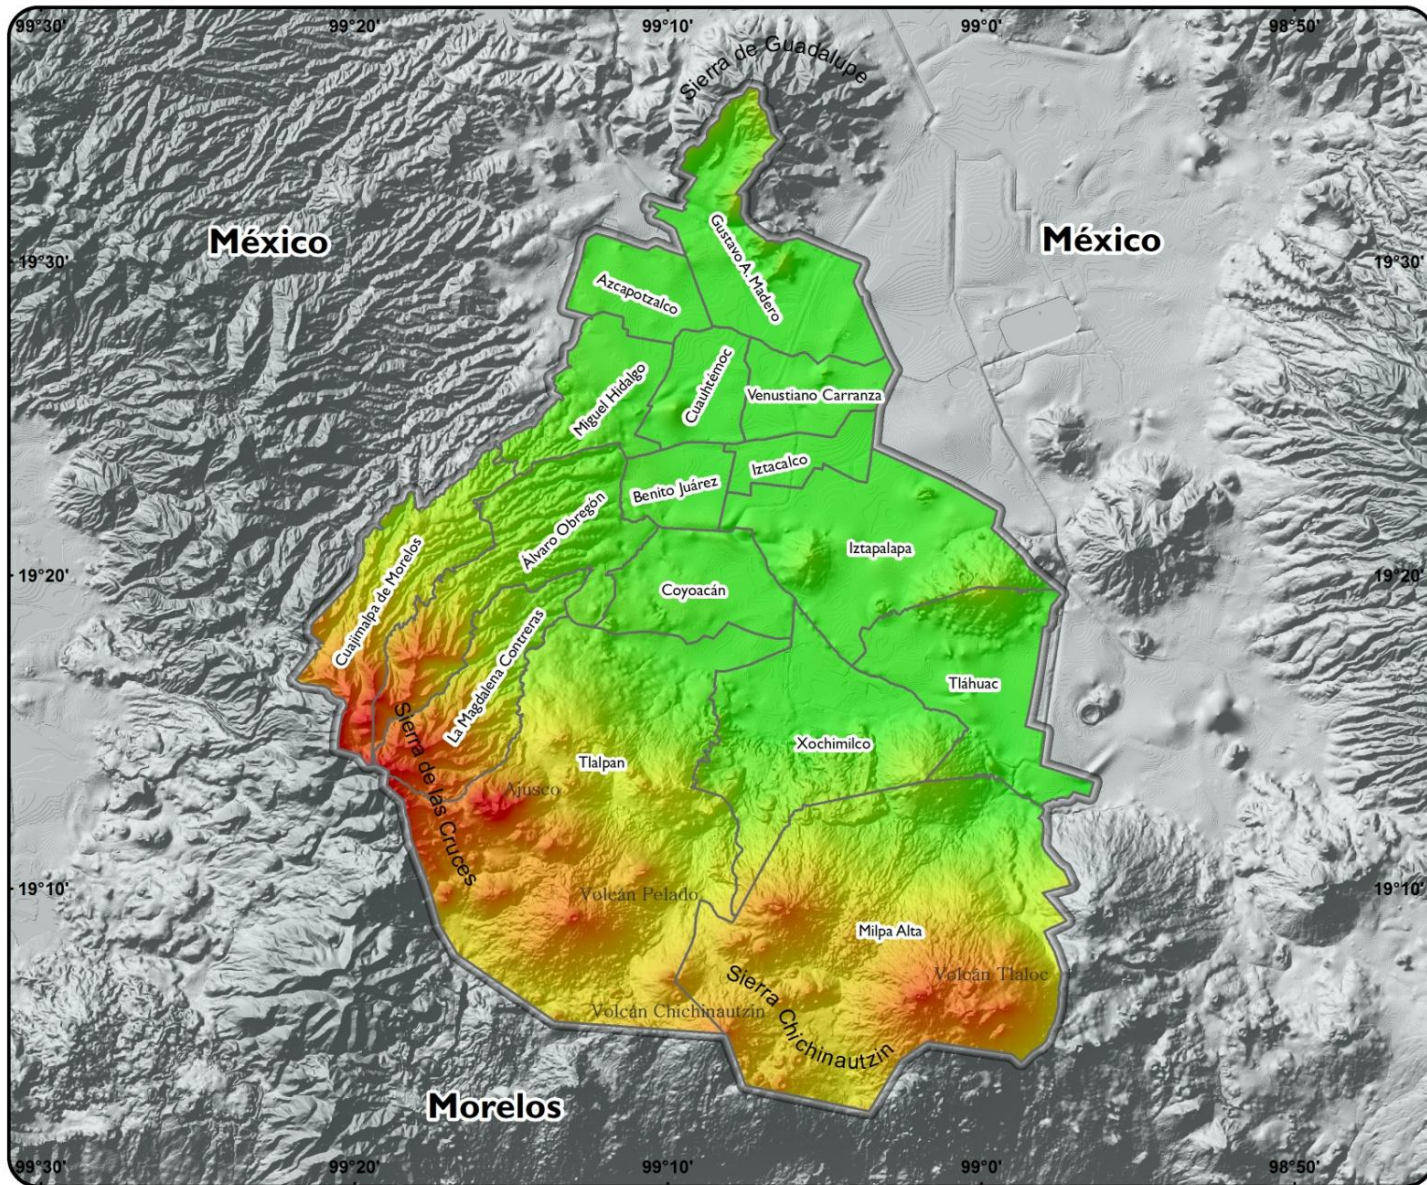 99°30' 99°20' 99°10' 99°0' 98°50'
Sierra de Guadalupe
México
México
19°30'
19°30'
Gustavo A. Madero
Azcapotzalco
Miguel Hidalgo
Cuauhtémoc
Venustiano Carranza
Iztacalco
Benito Juárez
Álvaro Obregón
Iztapalapa
19°20'
19°20'
Cuajimalpa de Morelos
Coyoacán
La Magdalena Contreras
Tláhuac
Sierra de las Cruces
Xochimilco
Tlalpan
Ajusco
19°10'
19°10'
Volcán Pelado
Milpa Alta
Volcán Tlaloc
Sierra Chichinautzin
Volcán Chichinautzin
Morelos
99°30' 99°20' 99°10' 99°0' 98°50'